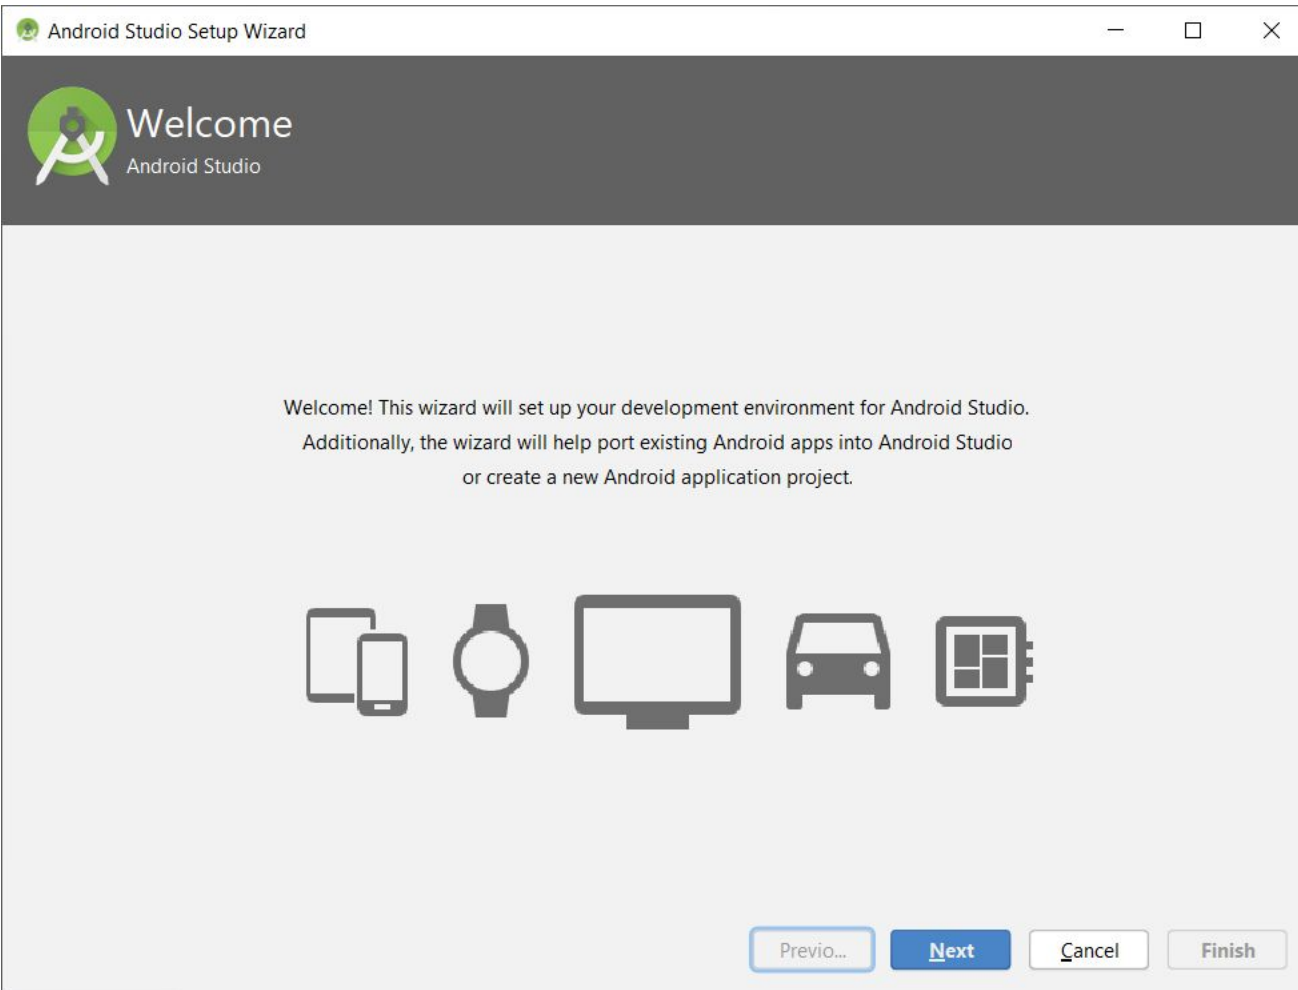 Android Studio Setup Wizard
Welcome
Android Studio
Welcome! This wizard will set up your development environment for Android Studio.
Additionally, the wizard will help port existing Android apps into Android Studio
or create a new Android application project.
Previo... Next Cancel Finish